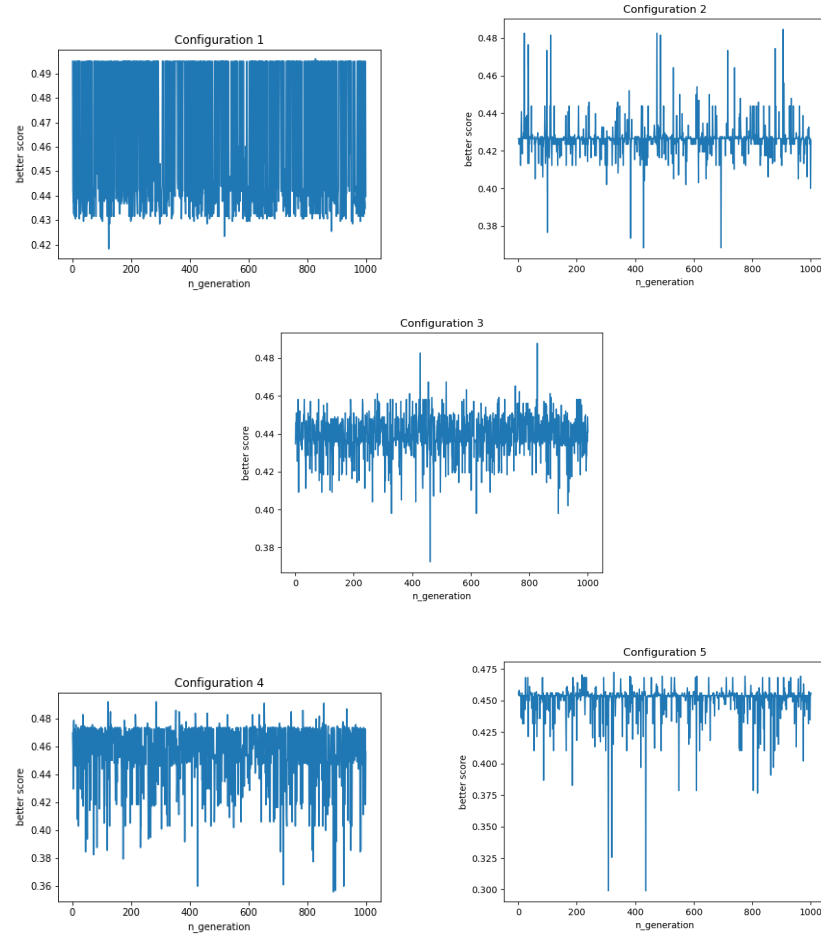 Configuration 1
better score
0.49
0.48
0.47
0.46
0.45
0.44
0.43
0.42
0 200 400 600 800 1000
n_generation
Configuration 2
better score
0.48
0.46
0.44
0.42
0.40
0.38
0 200 400 600 800 1000
n_generation
Configuration 3
better score
0.48
0.46
0.44
0.42
0.40
0.38
0 200 400 600 800 1000
n_generation
Configuration 4
better score
0.48
0.46
0.44
0.42
0.40
0.38
0.36
0 200 400 600 800 1000
n_generation
Configuration 5
better score
0.475
0.450
0.425
0.400
0.375
0.350
0.325
0.300
0 200 400 600 800 1000
n_generation